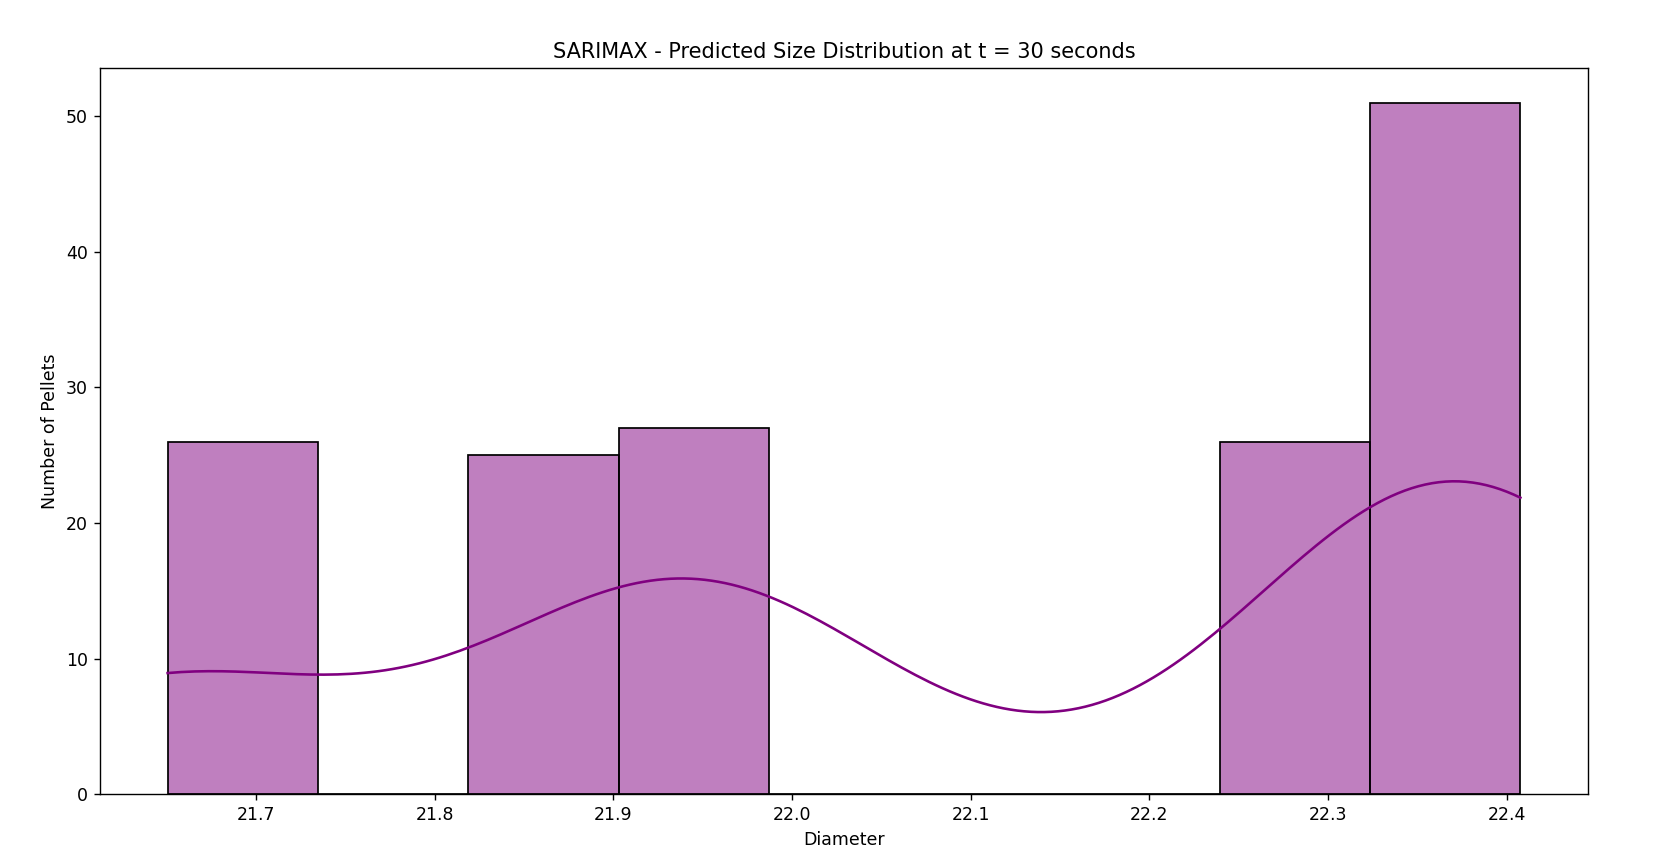 SARIMAX - Predicted Size Distribution at t = 30 seconds
50
40
30
20
10
0
Number of Pellets
21.7 21.8 21.9 22.0 22.1 22.2 22.3 22.4
Diameter